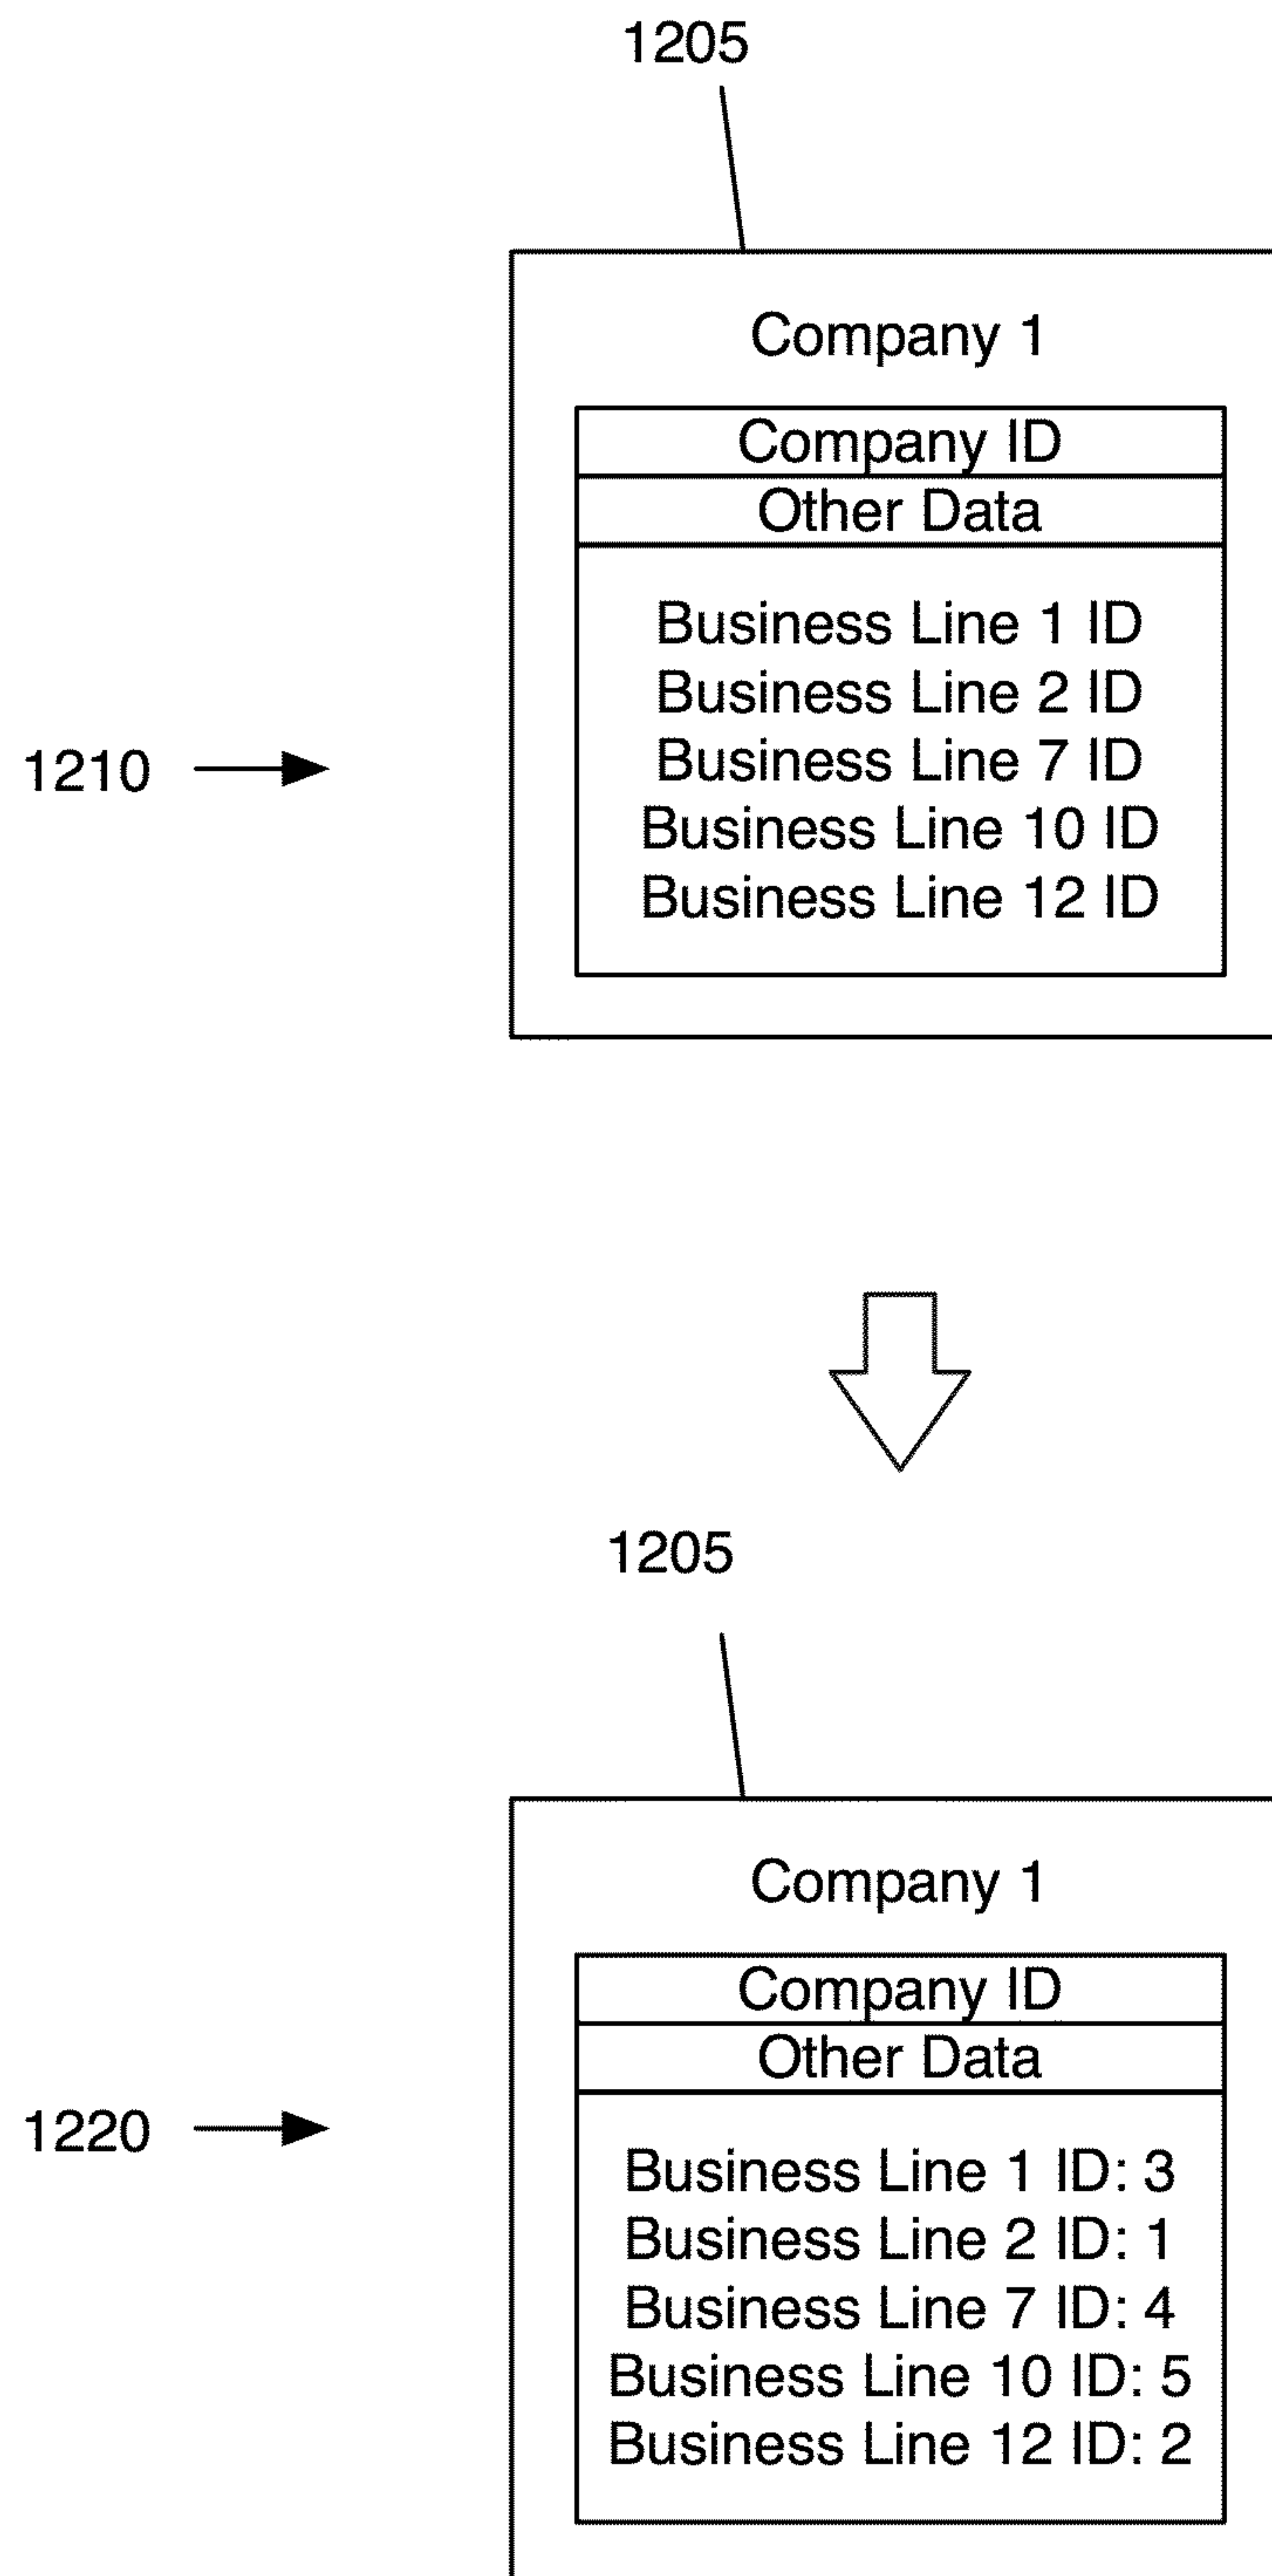 1205
Company 1
Company ID
Other Data
Business Line 1 ID
Business Line 2 ID
1210
Business Line 7 ID
Business Line 10 ID
Business Line 12 ID
1205
Company 1
Company ID
Other Data
1220
Business Line 1 ID: 3
Business Line 2 ID: 1
Business Line 7 ID: 4
Business Line 10 ID: 5
Business Line 12 ID: 2